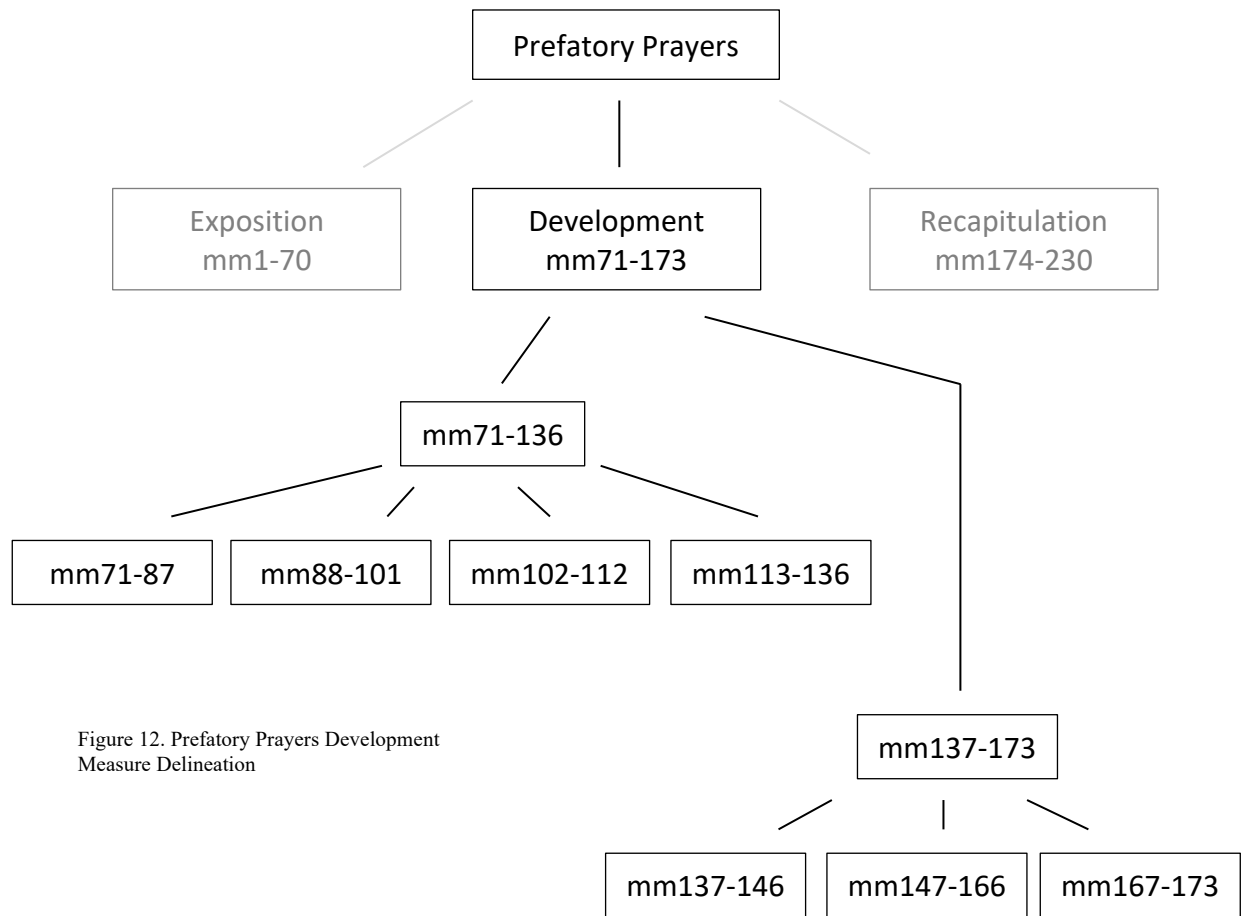 Prefatory Prayers
Exposition
mm1-70
Development
mm71-173
Recapitulation
mm174-230
mm71-136
mm71-87
mm88-101
mm102-112
mm113-136
Figure 12. Prefatory Prayers Development
Measure Delineation
mm137-173
mm137-146
mm147-166
mm167-173